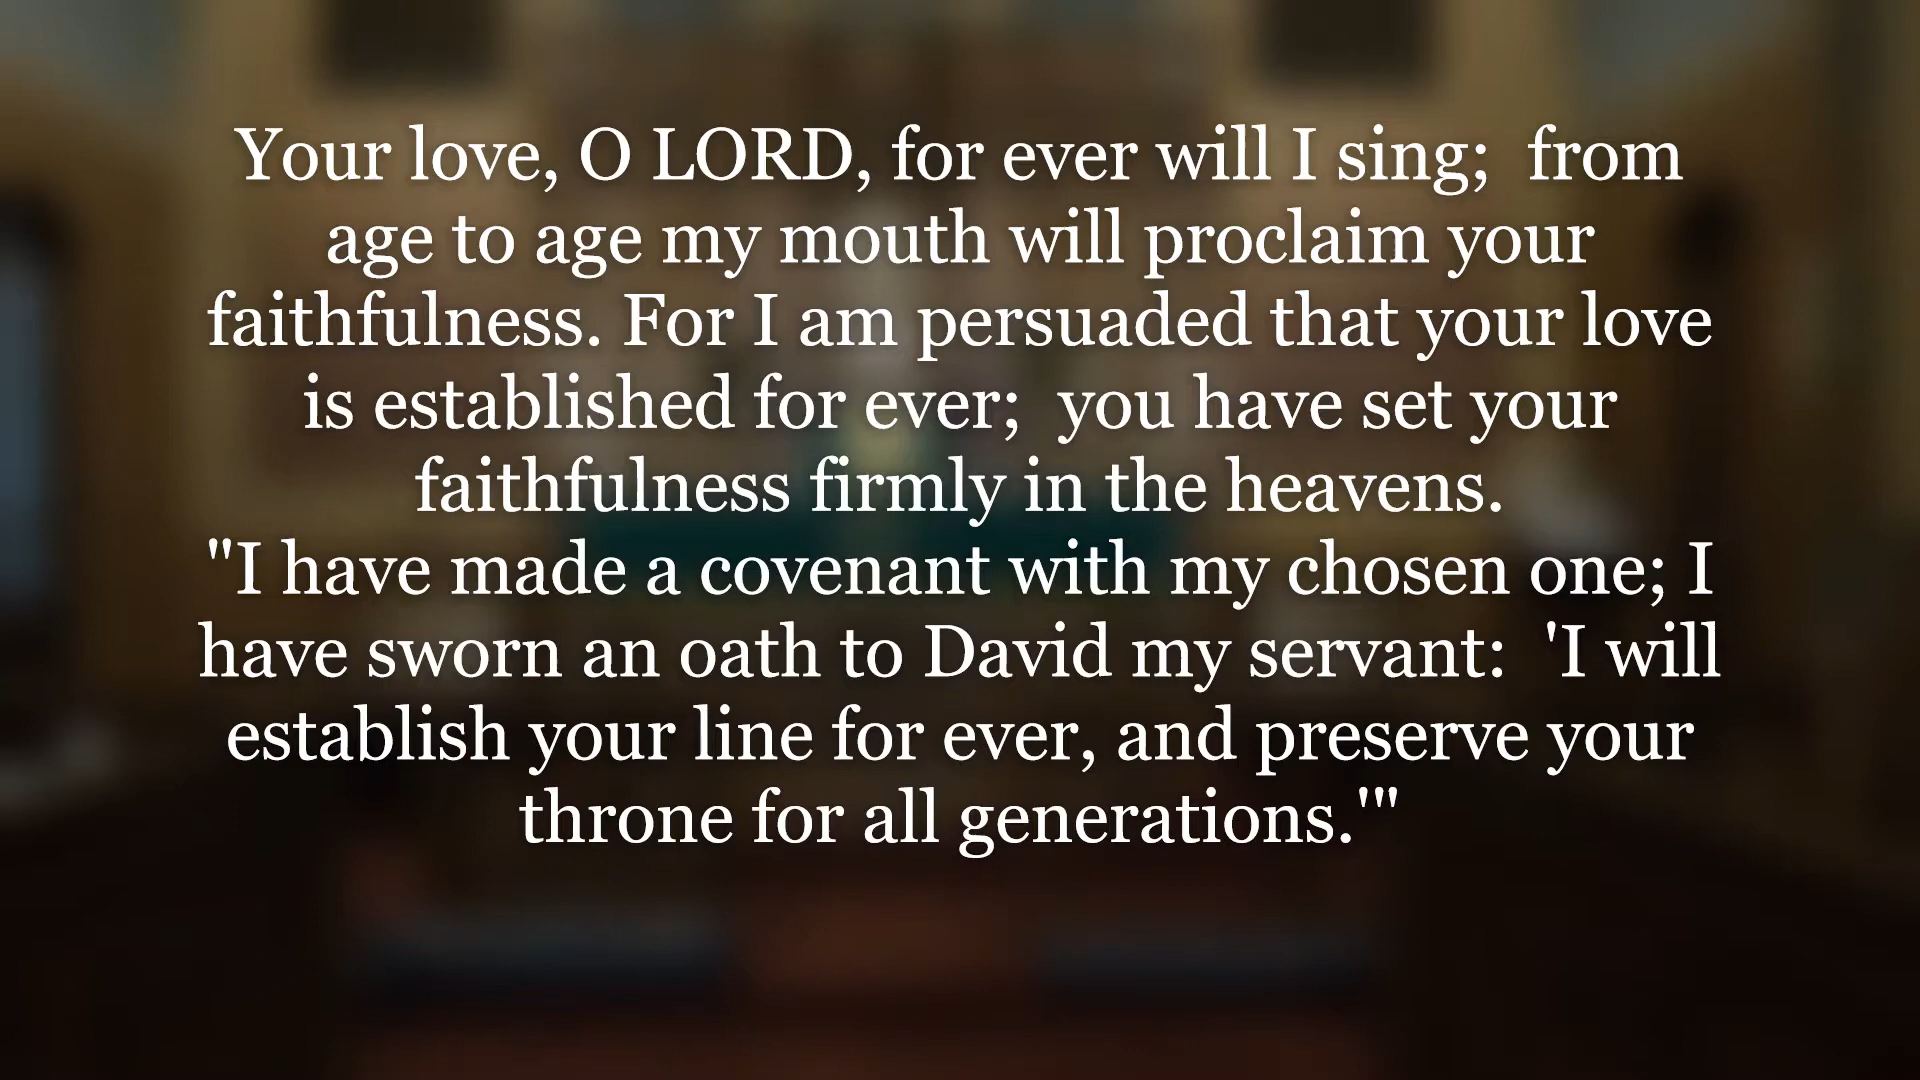 Your love, O LORD, for ever will I sing;  from
age to age my mouth will proclaim your
faithfulness. For I am persuaded that your love
is established for ever;  you have set your
faithfulness firmly in the heavens.
"I have made a covenant with my chosen one; I
have sworn an oath to David my servant:  'I will
establish your line for ever, and preserve your
throne for all generations.'"